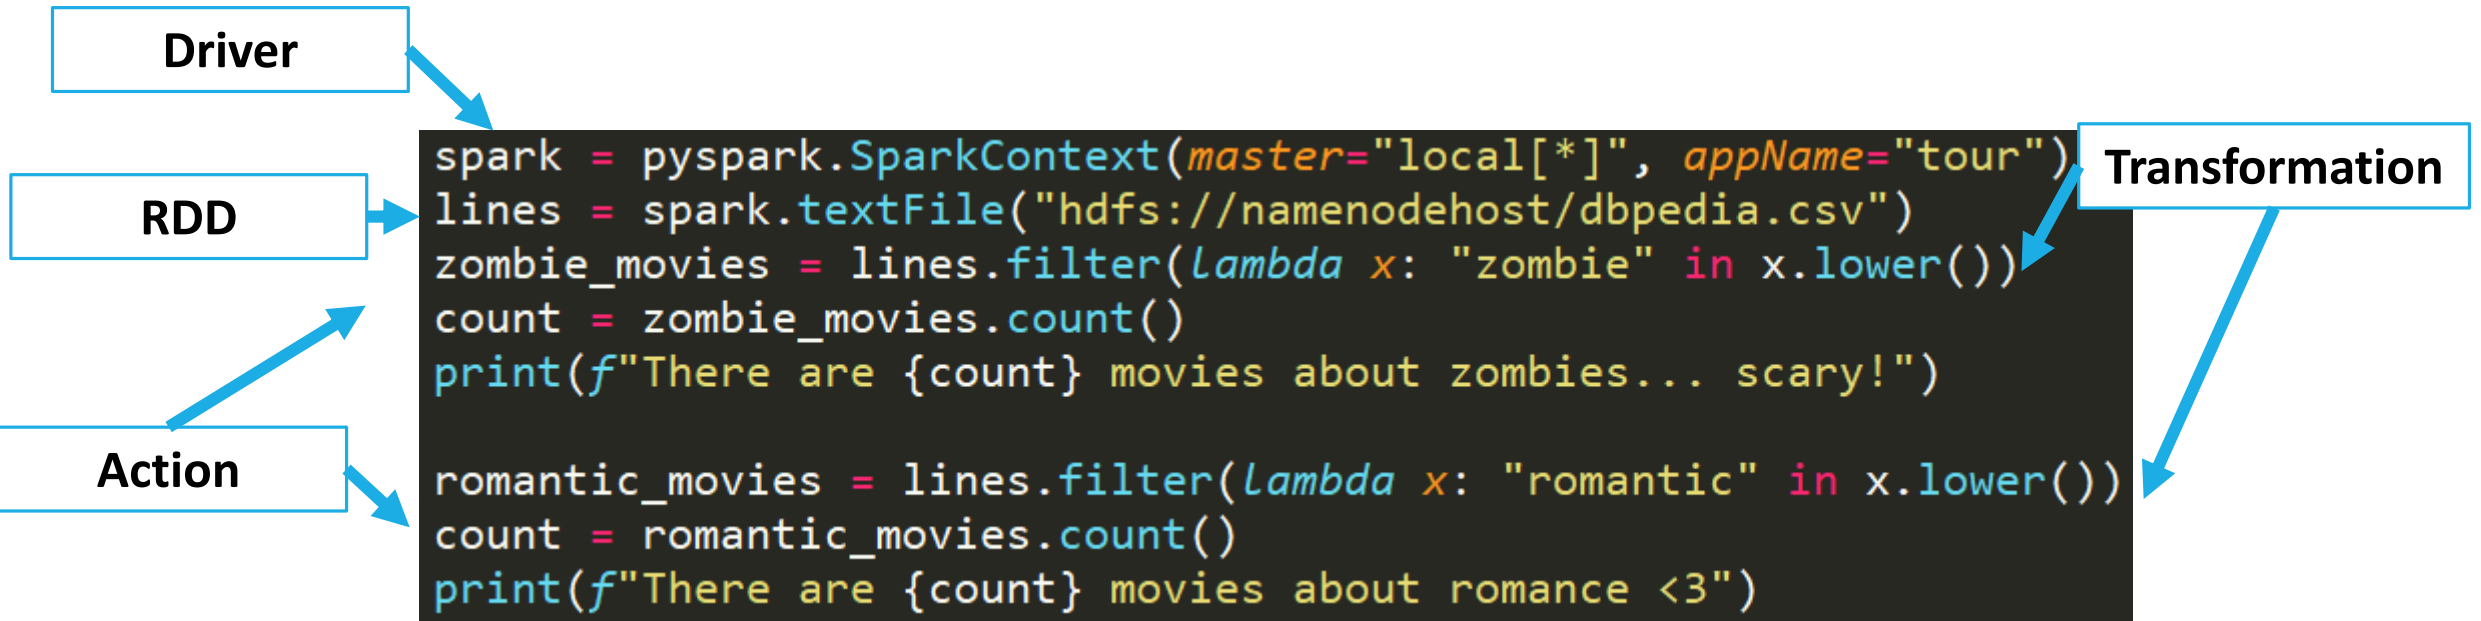 Driver
RDD
Action
Transformation
spark = pyspark.SparkContext(master="local[*]", appName="tour")
lines = spark.textFile("hdfs://namenodehost/dbpedia.csv")
zombie_movies = lines.filter(lambda x: "zombie" in x.lower())
count = zombie_movies.count()
print(f"There are {count} movies about zombies... scary!")
romantic_movies = lines.filter(lambda x: "romantic" in x.lower())
count = romantic_movies.count()
print(f"There are {count} movies about romance <3")